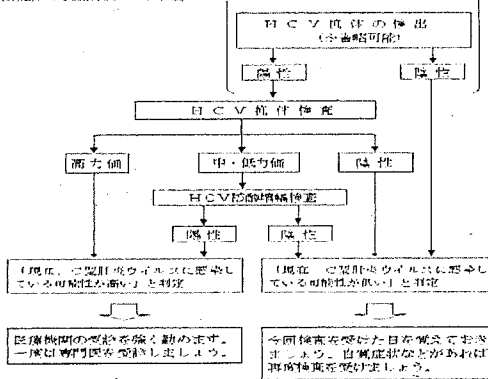 HCV抗体の検出
(※省略可能)
陽性
陰性
HCV抗体検査
高力価
中・低力価
陰性
HCV核酸増幅検査
陽性
陰性
「現在、C型肝炎ウイルスに感染し
ている可能性が高い」と判定
「現在 C型肝炎ウイルスに感染し
ている可能性が低い」と判定
医療機関の受診を強く勧めます。
一度は専門医を受診しましょう。
今回検査を受けた日を覚えておき
ましょう。自覚症状などがあれば
再度検査を受けましょう。